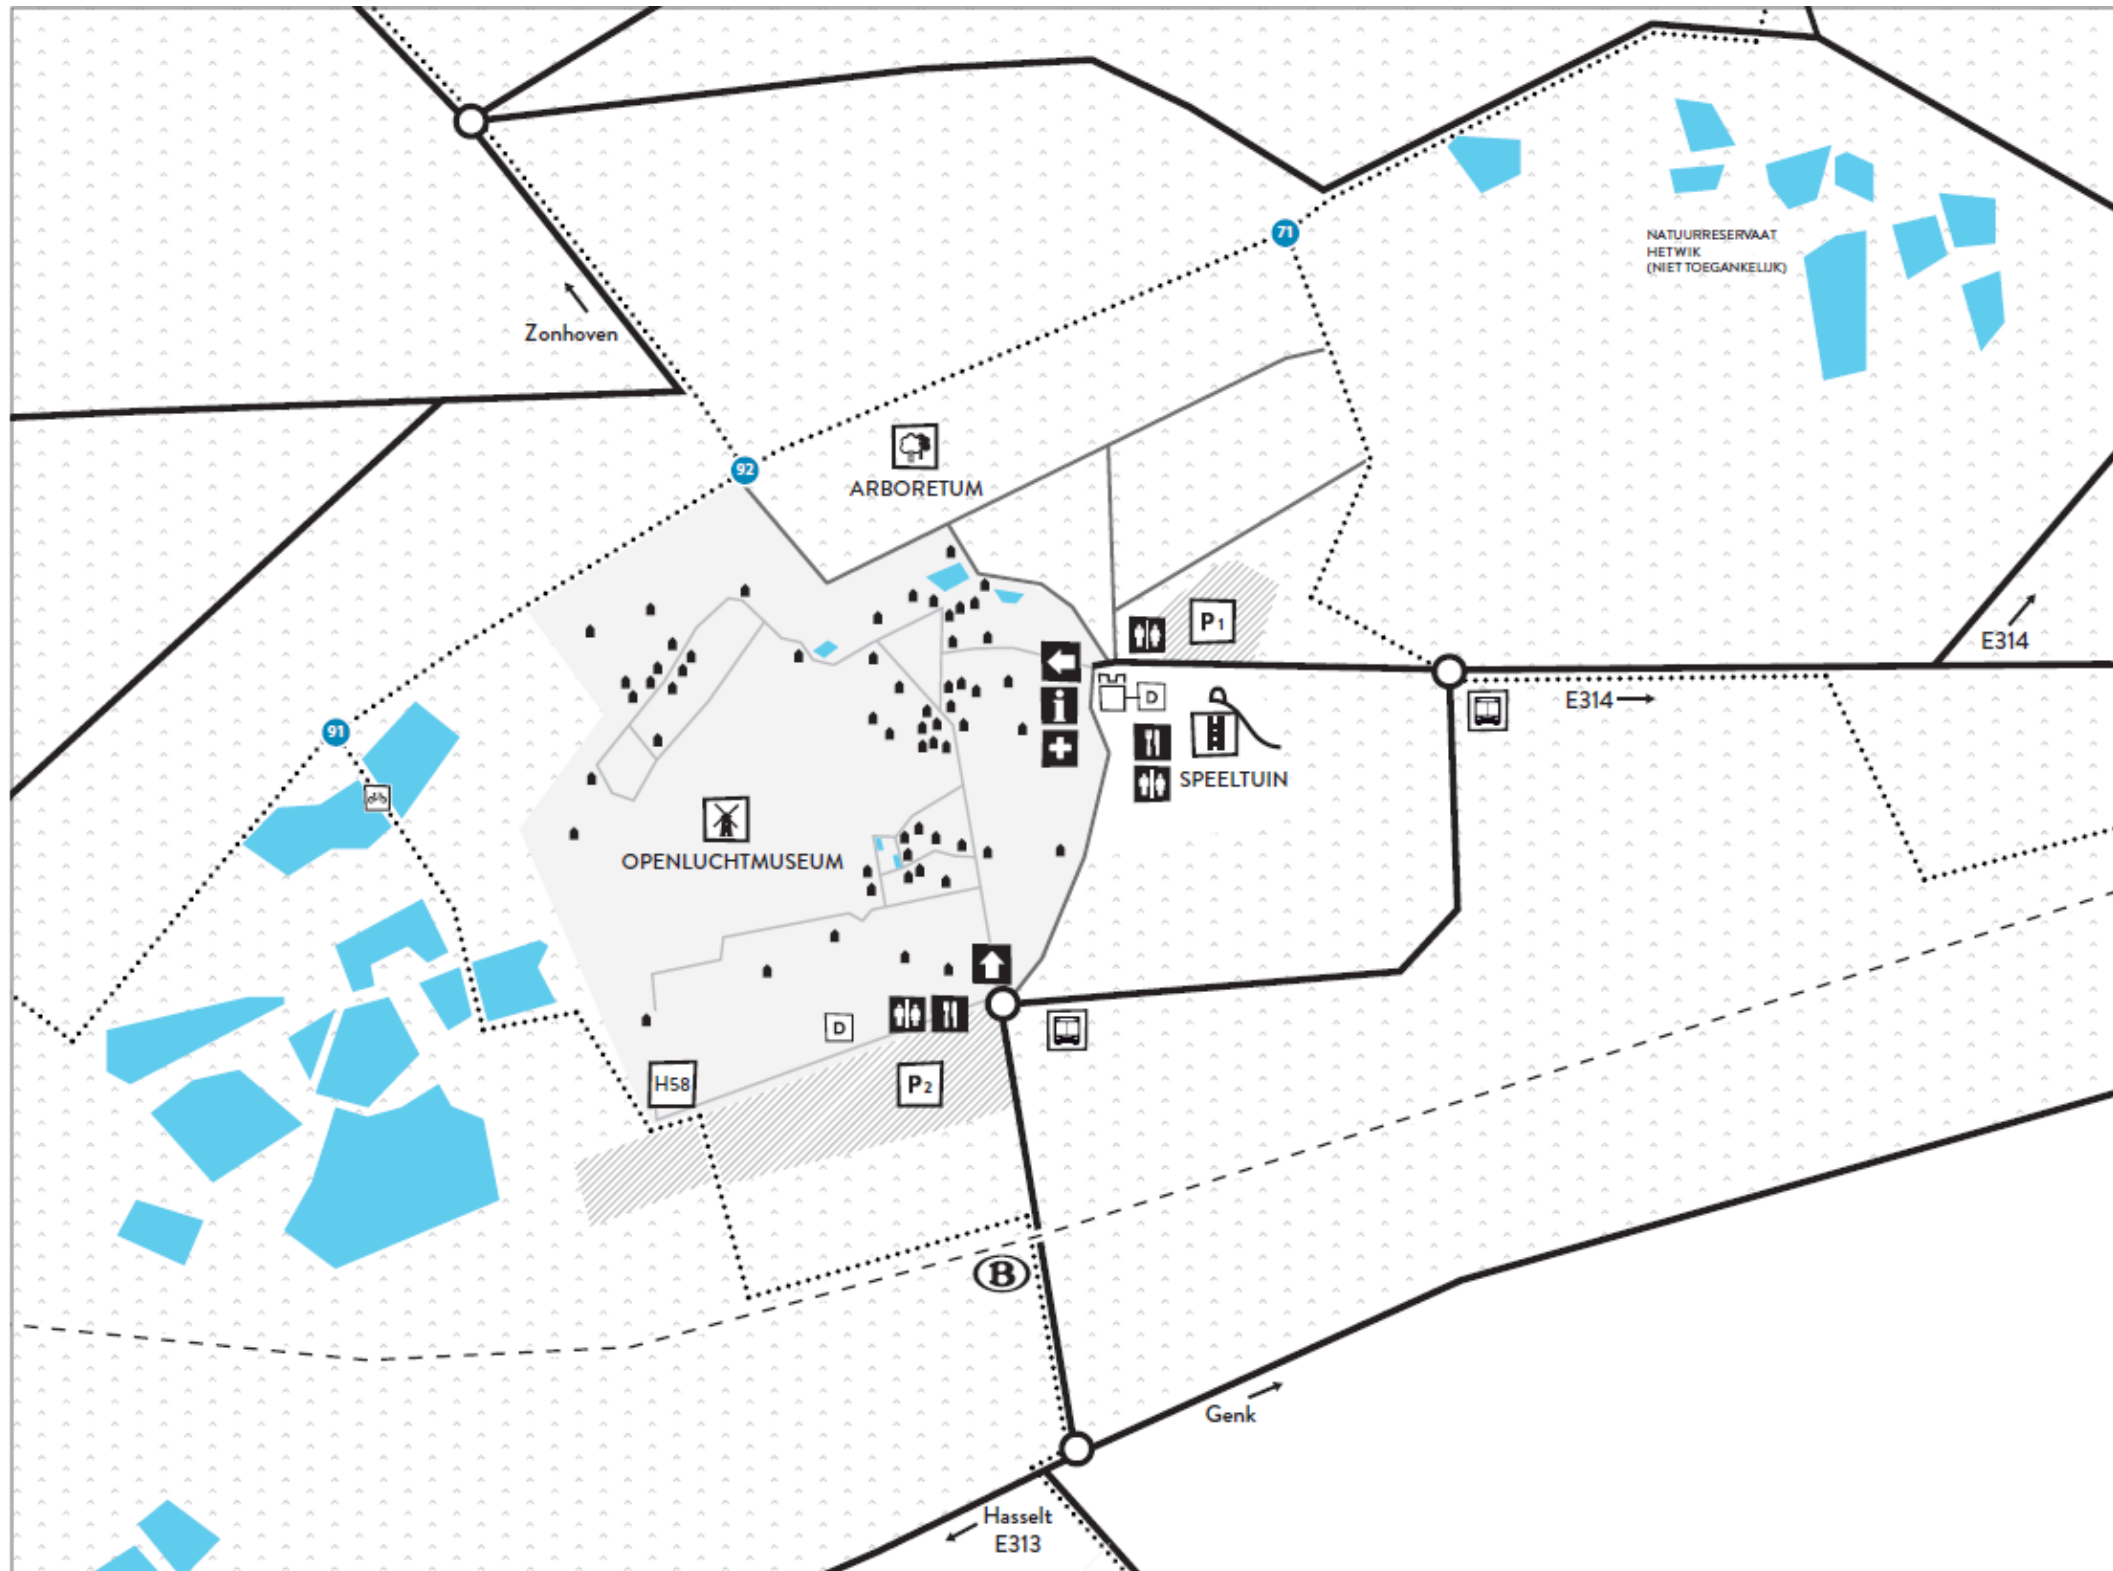 71
NATUURRESERVAAT
HETWIK
(NIET TOEGANKELIJK)
Zonhoven
92
ARBORETUM
P1
E314
D
E314
91
SPEELTUIN
OPENLUCHTMUSEUM
D
H58
P2
B
Genk
Hasselt
E313